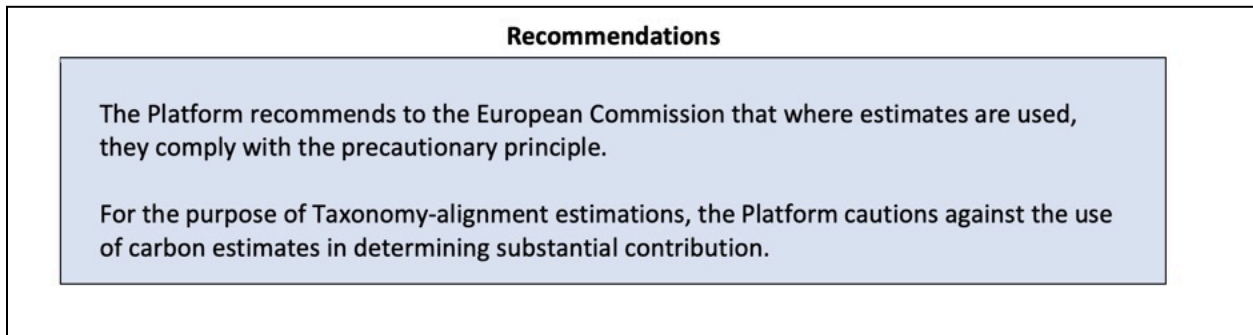 Recommendations
The Platform recommends to the European Commission that where estimates are used,
they comply with the precautionary principle.
For the purpose of Taxonomy-alignment estimations, the Platform cautions against the use
of carbon estimates in determining substantial contribution.